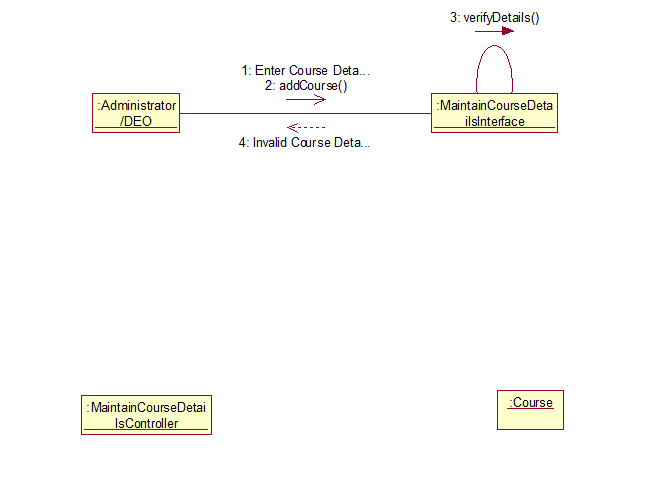 3: verifyDetails()
1: Enter Course Deta...
2: addCourse()
:Administrator
/DEO
:MaintainCourseDeta
ilsInterface
4: Invalid Course Deta...
:MaintainCourseDetai
lsController
:Course